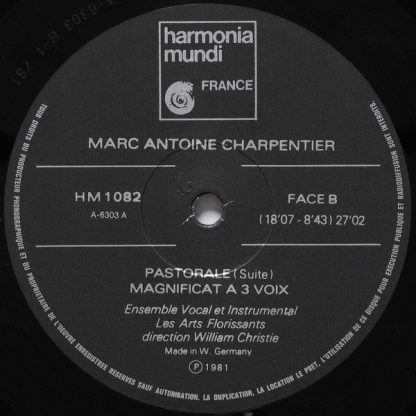 A-6303 B-1 781
harmonia
mundi
FRANCE
MARC ANTOINE CHARPENTIER
HM 1082
A-6303 A
FACE B
(18'07 - 8'43) 27'02
PASTORALE (Suite)
MAGNIFICAT A 3 VOIX
Ensemble Vocal et Instrumental
Les Arts Florissants
direction William Christie
Made in W. Germany
Ⓟ 1981
TOUS DROITS DU PRODUCTEUR PHONOGRAPHIQUE ET DU PROPRIETAIRE DE L'ŒUVRE ENREGISTREE RESERVES SAUF AUTORISATION. LA DUPLICATION, LA LOCATION, LE PRET, L'UTILISATION DE CE DISQUE POUR EXECUTION PUBLIQUE ET RADIODIFFUSION SONT INTERDITS.